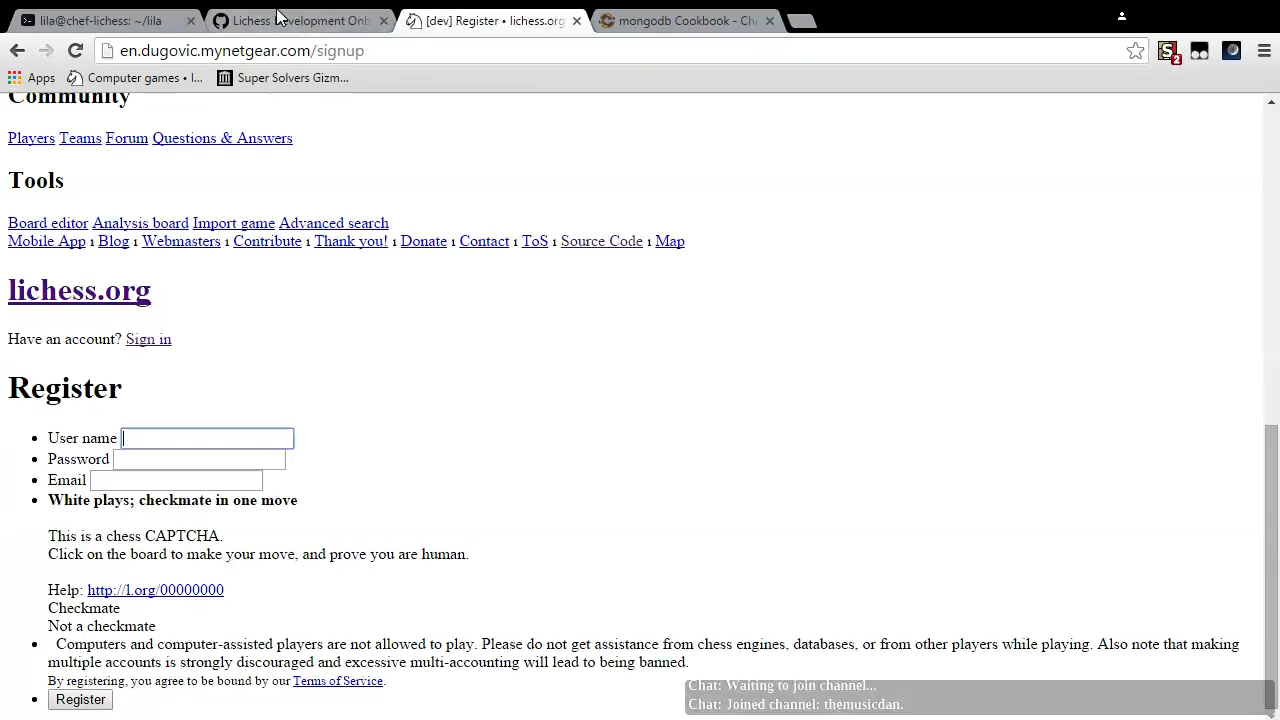 lila@chef-lichess: ~/lila
Lichess Development Onb
[dev] Register • lichess.org
mongodb Cookbook - Che
en.dugovic.mynetgear.com/signup
2
Apps
Computer games • l...
Super Solvers Gizm...
Community
Players Teams Forum Questions & Answers
Tools
Board editor Analysis board Import game Advanced search
Mobile App ı Blog ı Webmasters ı Contribute ı Thank you! ı Donate ı Contact ı ToS ı Source Code ı Map
lichess.org
Have an account? Sign in
Register
User name
Password
Email
White plays; checkmate in one move
This is a chess CAPTCHA.
Click on the board to make your move, and prove you are human.
Help: http://l.org/00000000
Checkmate
Not a checkmate
Computers and computer-assisted players are not allowed to play. Please do not get assistance from chess engines, databases, or from other players while playing. Also note that making
multiple accounts is strongly discouraged and excessive multi-accounting will lead to being banned.
By registering, you agree to be bound by our Terms of Service.
Register
Chat: Waiting to join channel...
Chat: Joined channel: themusicdan.